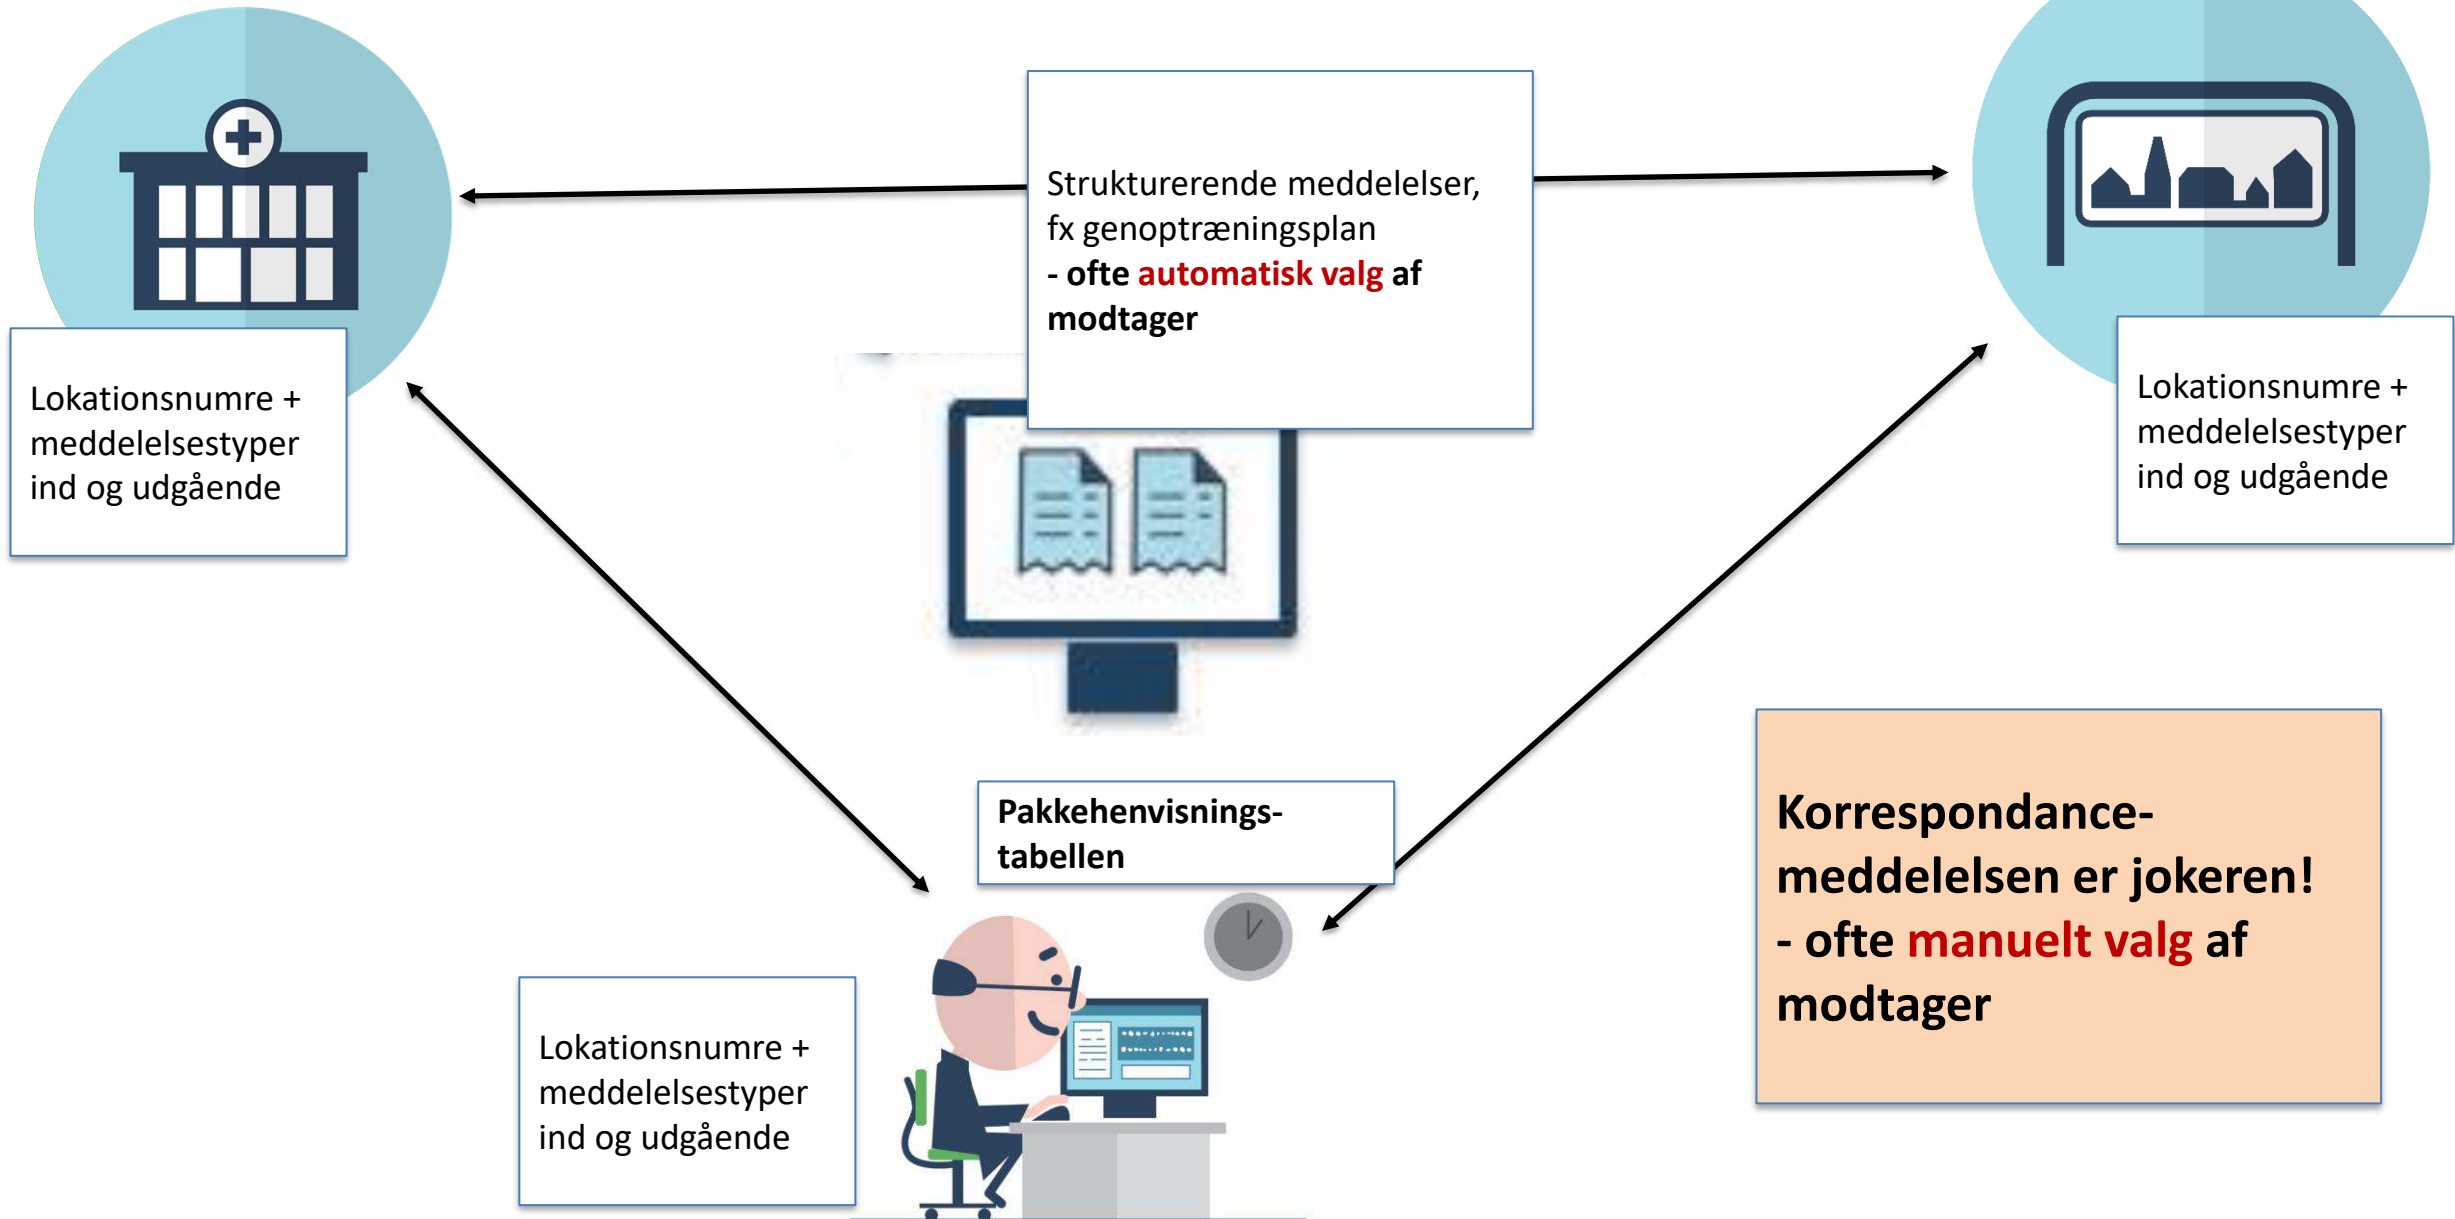 Strukturerende meddelelser,
fx genoptræningsplan
- ofte automatisk valg af
modtager
Lokationsnumre +
meddelelsestyper
ind og udgående
Lokationsnumre +
meddelelsestyper
ind og udgående
Pakkehenvisnings-
tabellen
Korrespondance-
meddelelsen er jokeren!
- ofte manuelt valg af
modtager
Lokationsnumre +
meddelelsestyper
ind og udgående